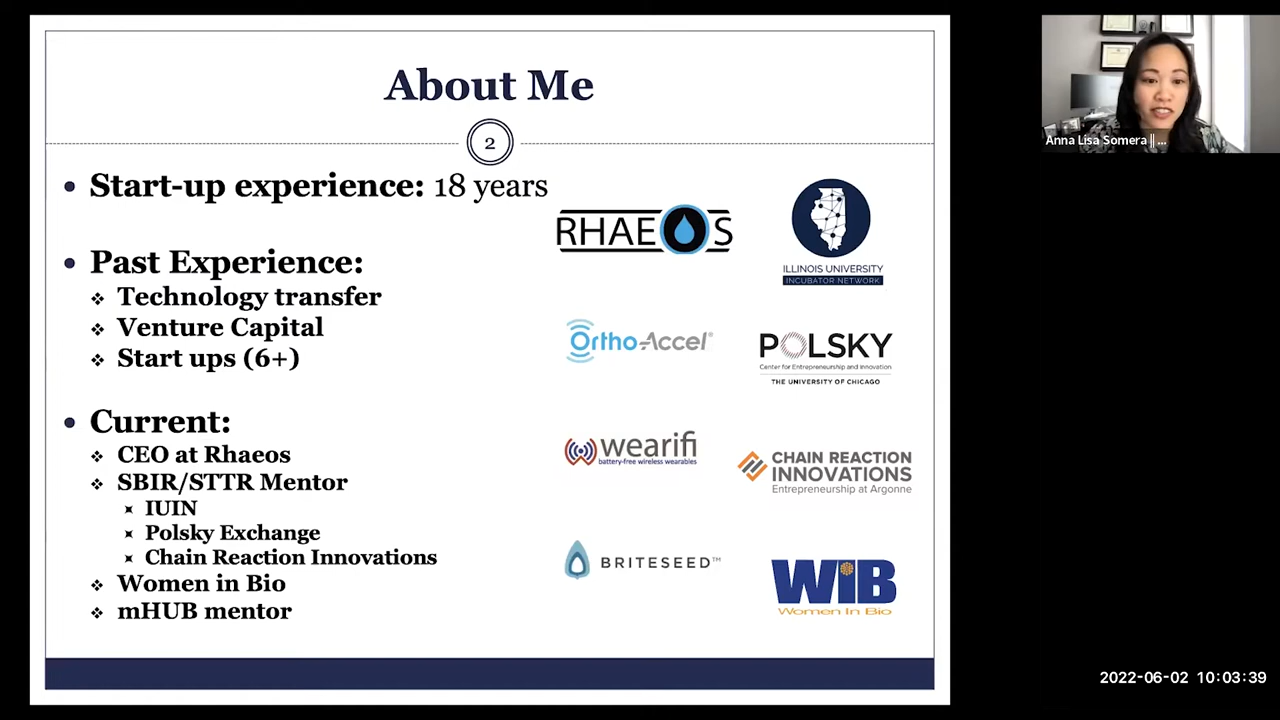 About Me
2
• Start-up experience: 18 years
• Past Experience:
❖ Technology transfer
❖ Venture Capital
❖ Start ups (6+)
• Current:
❖ CEO at Rhaeos
❖ SBIR/STTR Mentor
IUIN
Polsky Exchange
Chain Reaction Innovations
❖ Women in Bio
❖ mHUB mentor
RHAEOS
ILLINOIS UNIVERSITY
INCUBATOR NETWORK
Ortho-Accel®
POLSKY
Center for Entrepreneurship and Innovation
THE UNIVERSITY OF CHICAGO
wearifi
battery-free wireless wearables
CHAIN REACTION
INNOVATIONS
Entrepreneurship at Argonne
BRITESEED™
WIB
Women In Bio
Anna Lisa Somera || ...
2022-06-02 10:03:39